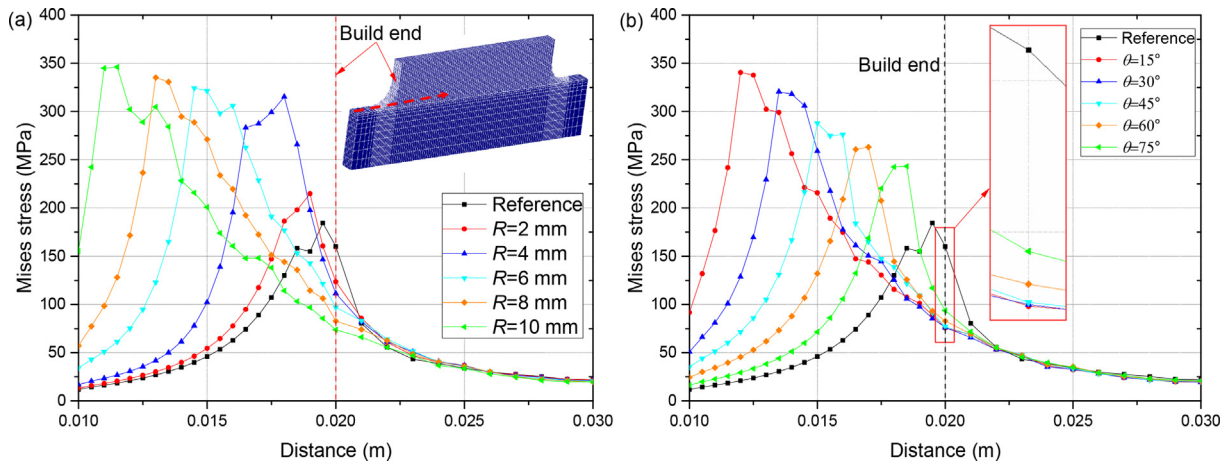 (a)
Mises stress (MPa)
400
350
300
250
200
150
100
50
0
0.010
0.015
0.020
0.025
0.030
Distance (m)
Build end
Reference
R=2 mm
R=4 mm
R=6 mm
R=8 mm
R=10 mm
(b)
Mises stress (MPa)
400
350
300
250
200
150
100
50
0
0.010
0.015
0.020
0.025
0.030
Distance (m)
Build end
Reference
θ=15°
θ=30°
θ=45°
θ=60°
θ=75°